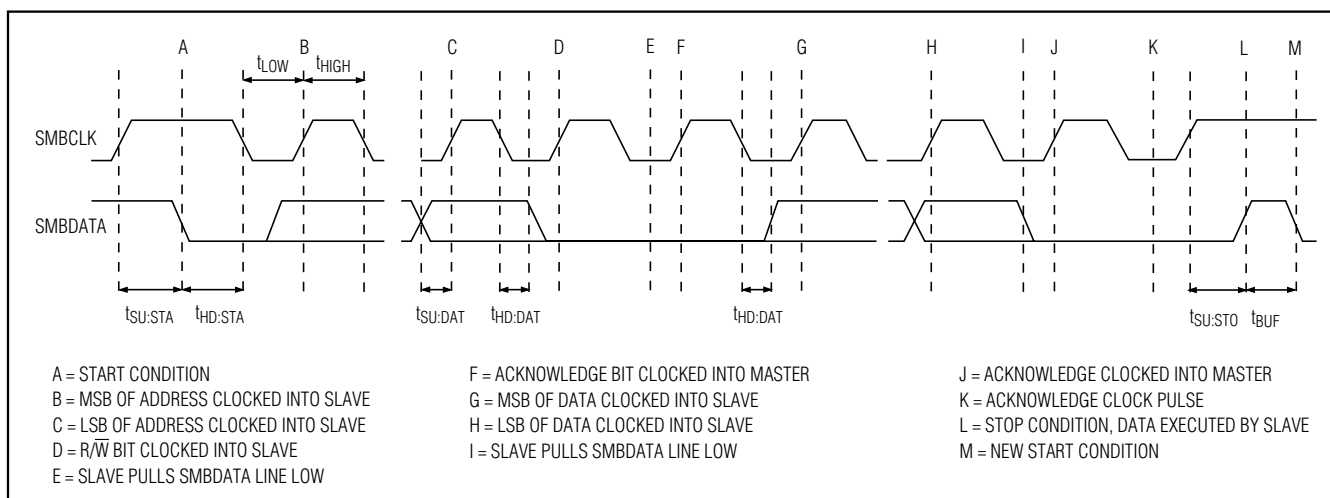 A B C D E F G H I J K L M
tLOW tHIGH
SMBCLK
SMBDATA
tSU:STA tHD:STA tSU:DAT tHD:DAT tHD:DAT tSU:STO tBUF
A = START CONDITION
B = MSB OF ADDRESS CLOCKED INTO SLAVE
C = LSB OF ADDRESS CLOCKED INTO SLAVE
D = R/W̅ BIT CLOCKED INTO SLAVE
E = SLAVE PULLS SMBDATA LINE LOW
F = ACKNOWLEDGE BIT CLOCKED INTO MASTER
G = MSB OF DATA CLOCKED INTO SLAVE
H = LSB OF DATA CLOCKED INTO SLAVE
I = SLAVE PULLS SMBDATA LINE LOW
J = ACKNOWLEDGE CLOCKED INTO MASTER
K = ACKNOWLEDGE CLOCK PULSE
L = STOP CONDITION, DATA EXECUTED BY SLAVE
M = NEW START CONDITION